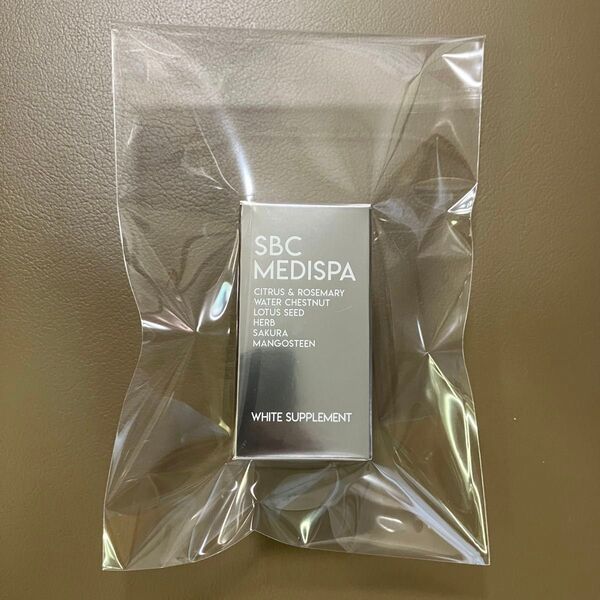 SBC
MEDISPA
CITRUS & ROSEMARY
WATER CHESTNUT
LOTUS SEED
HERB
SAKURA
MANGOSTEEN
WHITE SUPPLEMENT